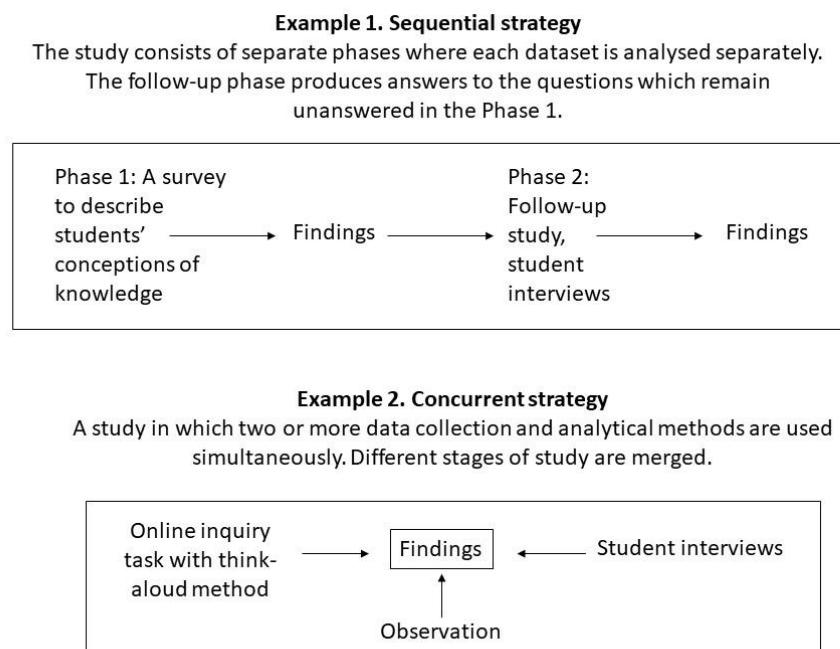 Example 1. Sequential strategy
The study consists of separate phases where each dataset is analysed separately.
The follow-up phase produces answers to the questions which remain
unanswered in the Phase 1.
Phase 1: A survey
to describe
students’
conceptions of
knowledge
Findings
Phase 2:
Follow-up
study,
student
interviews
Findings
Example 2. Concurrent strategy
A study in which two or more data collection and analytical methods are used
simultaneously. Different stages of study are merged.
Online inquiry
task with think-
aloud method
Findings
Student interviews
Observation